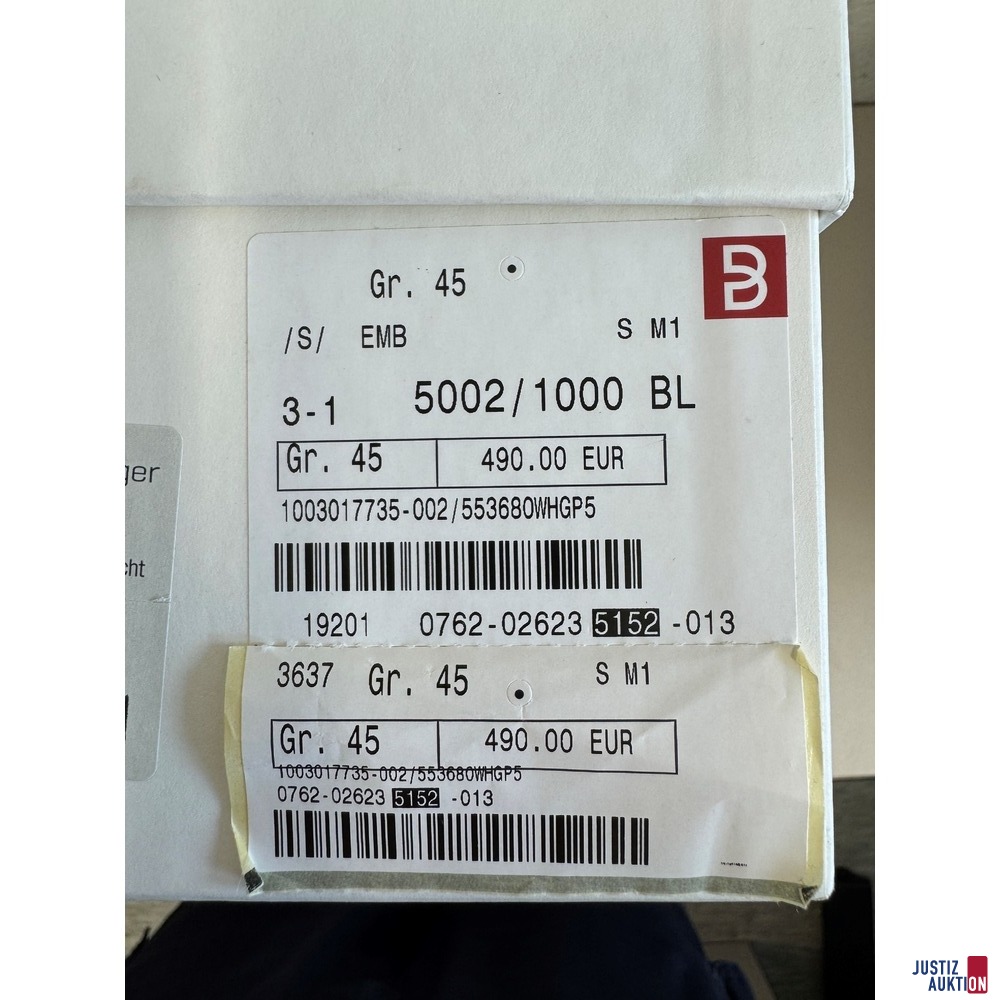 Gr. 45
B
/S/ EMB S M1
3-1 5002/1000 BL
Gr. 45 490.00 EUR
1003017735-002/553680WHGP5
19201 0762-02623 5152 -013
3637 Gr. 45 S M1
Gr. 45 490.00 EUR
1003017735-002/553680WHGP5
0762-02623 5152 -013
ger
cht
JUSTIZ
AUKTION